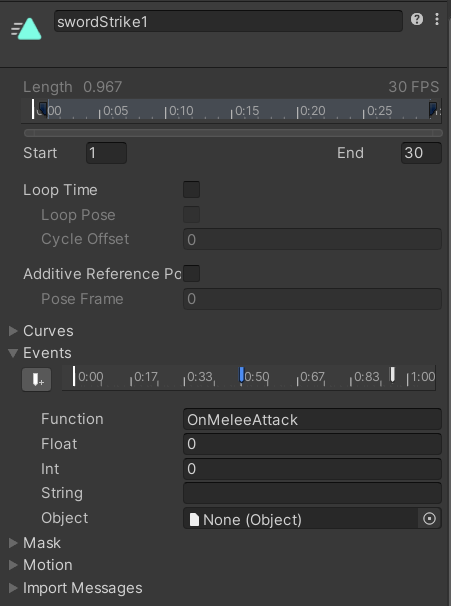 swordStrike1
Length 0.967 30 FPS
:00 0:05 0:10 0:15 0:20 0:25
Start 1 End 30
Loop Time
Loop Pose
Cycle Offset 0
Additive Reference Po
Pose Frame 0
Curves
Events
0:00 0:17 0:33 0:50 0:67 0:83 1:00
Function OnMeleeAttack
Float 0
Int 0
String
Object None (Object)
Mask
Motion
Import Messages